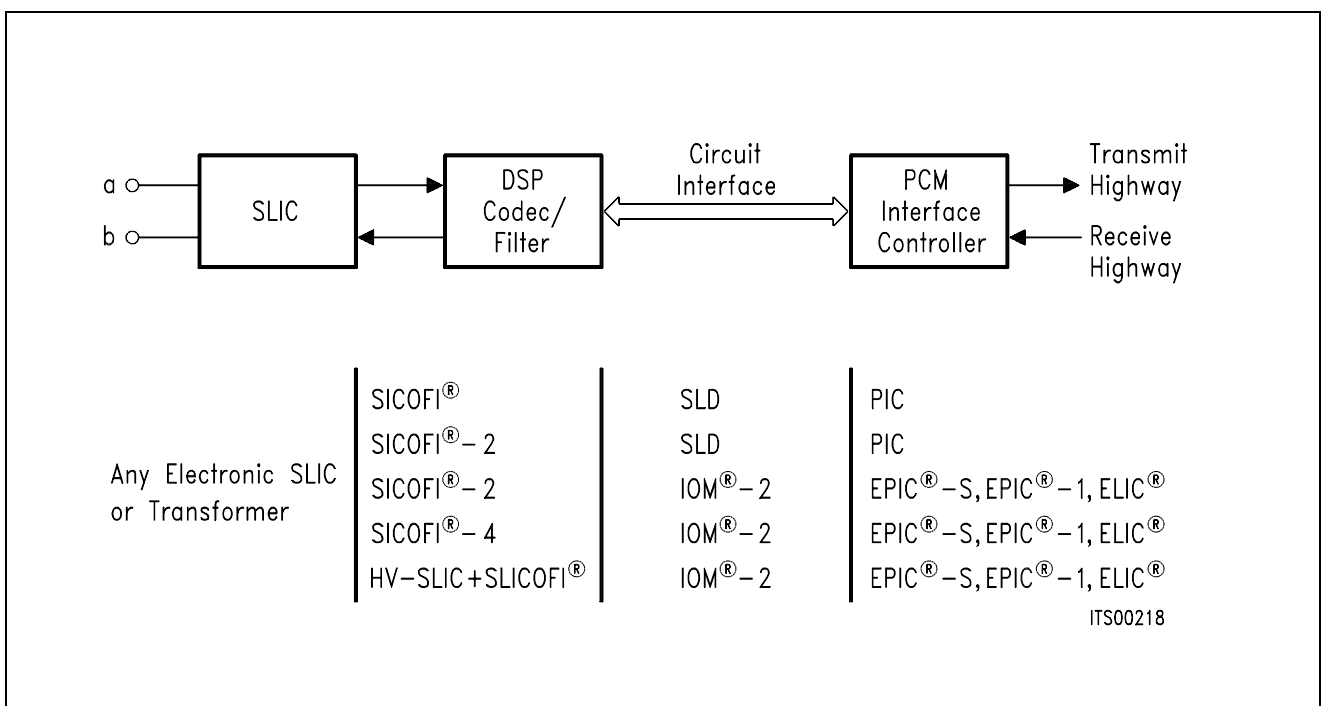 a
b
SLIC
DSP
Codec/
Filter
Circuit
Interface
PCM
Interface
Controller
Transmit
Highway
Receive
Highway
Any Electronic SLIC
or Transformer
SICOFI® SLD PIC
SICOFI®-2 SLD PIC
SICOFI®-2 IOM®-2 EPIC®-S, EPIC®-1, ELIC®
SICOFI®-4 IOM®-2 EPIC®-S, EPIC®-1, ELIC®
HV-SLIC+SLICOFI® IOM®-2 EPIC®-S, EPIC®-1, ELIC®
ITS00218